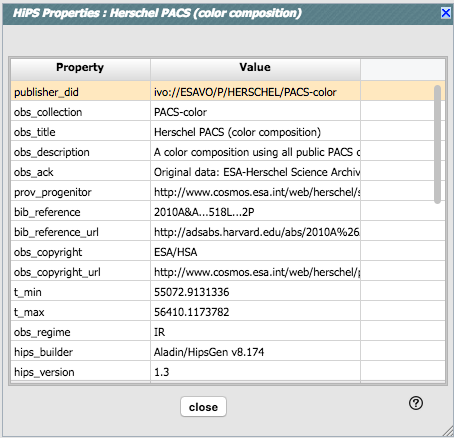 HiPS Properties : Herschel PACS (color composition)
Property Value
publisher_did ivo://ESAVO/P/HERSCHEL/PACS-color
obs_collection PACS-color
obs_title Herschel PACS (color composition)
obs_description A color composition using all public PACS
obs_ack Original data: ESA-Herschel Science Archiv
prov_progenitor http://www.cosmos.esa.int/web/herschel/s
bib_reference 2010A&A...518L...2P
bib_reference_url http://adsabs.harvard.edu/abs/2010A%26
obs_copyright ESA/HSA
obs_copyright_url http://www.cosmos.esa.int/web/herschel/p
t_min 55072.9131336
t_max 56410.1173782
obs_regime IR
hips_builder Aladin/HipsGen v8.174
hips_version 1.3
close ?